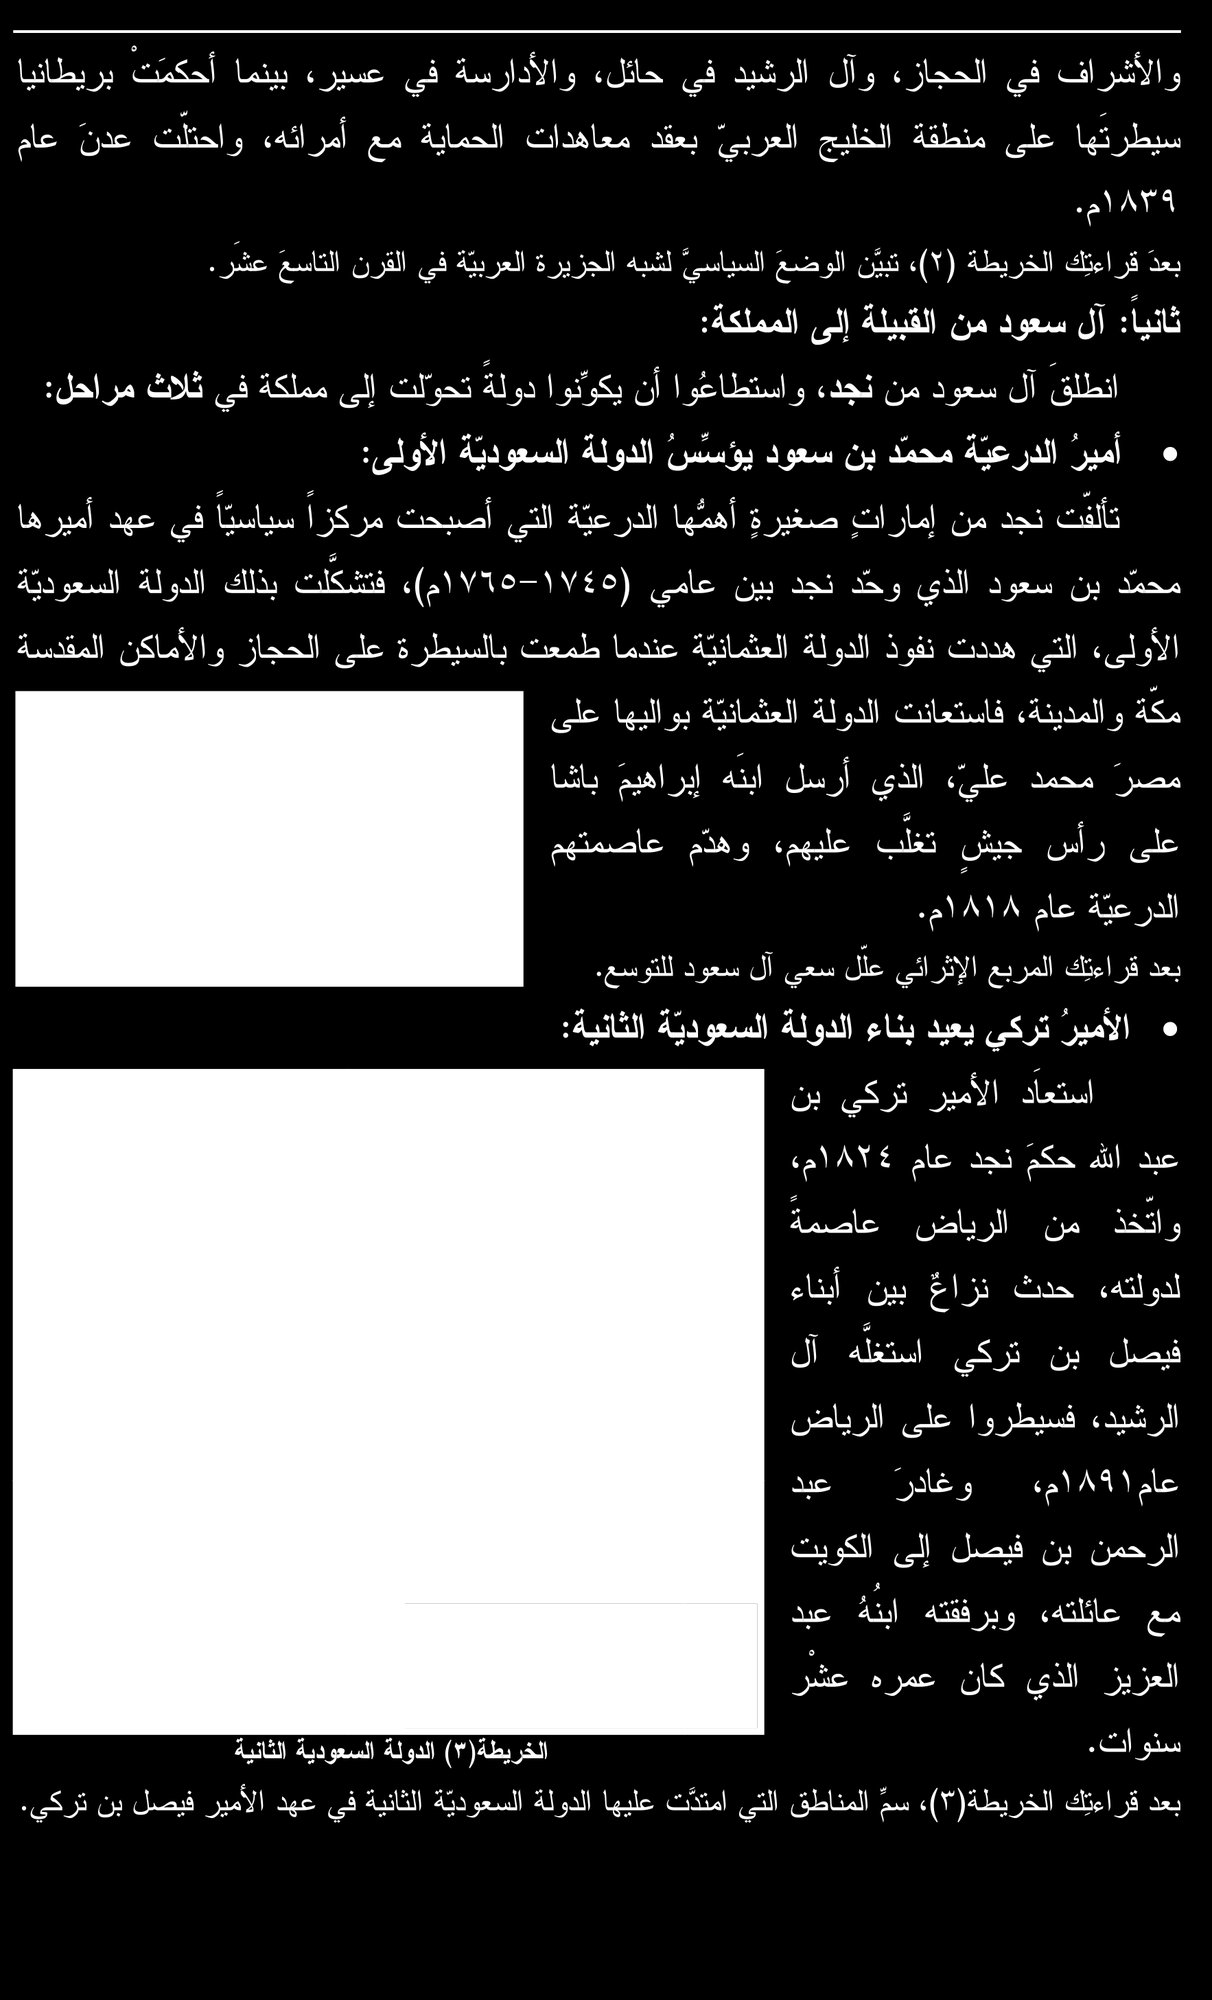 والأشراف في الحجاز، وآل الرشيد في حائل، والأدارسة في عسير، بينما أحكمَتْ بريطانيا
سيطرتَها على منطقة الخليج العربيّ بعقد معاهدات الحماية مع أمرائه، واحتلّت عدنَ عام
١٨٣٩م.
بعدَ قراءتِك الخريطة (٢)، تبيَّن الوضعَ السياسيَّ لشبه الجزيرة العربيّة في القرن التاسعَ عشَر.
ثانياً: آل سعود من القبيلة إلى المملكة:
انطلقَ آل سعود من نجد، واستطاعُوا أن يكوِّنوا دولةً تحوّلت إلى مملكة في ثلاث مراحل:
• أميرُ الدرعيّة محمّد بن سعود يؤسِّسُ الدولة السعوديّة الأولى:
تألفّت نجد من إماراتٍ صغيرةٍ أهمُّها الدرعيّة التي أصبحت مركزاً سياسيّاً في عهد أميرها
محمّد بن سعود الذي وحّد نجد بين عامي (١٧٤٥-١٧٦٥م)، فتشكَّلت بذلك الدولة السعوديّة
الأولى، التي هددت نفوذ الدولة العثمانيّة عندما طمعت بالسيطرة على الحجاز والأماكن المقدسة
مكّة والمدينة، فاستعانت الدولة العثمانيّة بواليها على
مصرَ محمد عليّ، الذي أرسل ابنَه إبراهيمَ باشا
على رأس جيشٍ تغلَّب عليهم، وهدّم عاصمتهم
الدرعيّة عام ١٨١٨م.
بعد قراءتِك المربع الإثرائي علّل سعي آل سعود للتوسع.
• الأميرُ تركي يعيد بناء الدولة السعوديّة الثانية:
استعاَد الأمير تركي بن
عبد الله حكمَ نجد عام ١٨٢٤م،
واتّخذ من الرياض عاصمةً
لدولته، حدث نزاعٌ بين أبناء
فيصل بن تركي استغلَّه آل
الرشيد، فسيطروا على الرياض
عام١٨٩١م، وغادرَ عبد
الرحمن بن فيصل إلى الكويت
مع عائلته، وبرفقته ابنُهُ عبد
العزيز الذي كان عمره عشْر
سنوات.
الخريطة(٣) الدولة السعودية الثانية
بعد قراءتِك الخريطة(٣)، سمِّ المناطق التي امتدَّت عليها الدولة السعوديّة الثانية في عهد الأمير فيصل بن تركي.